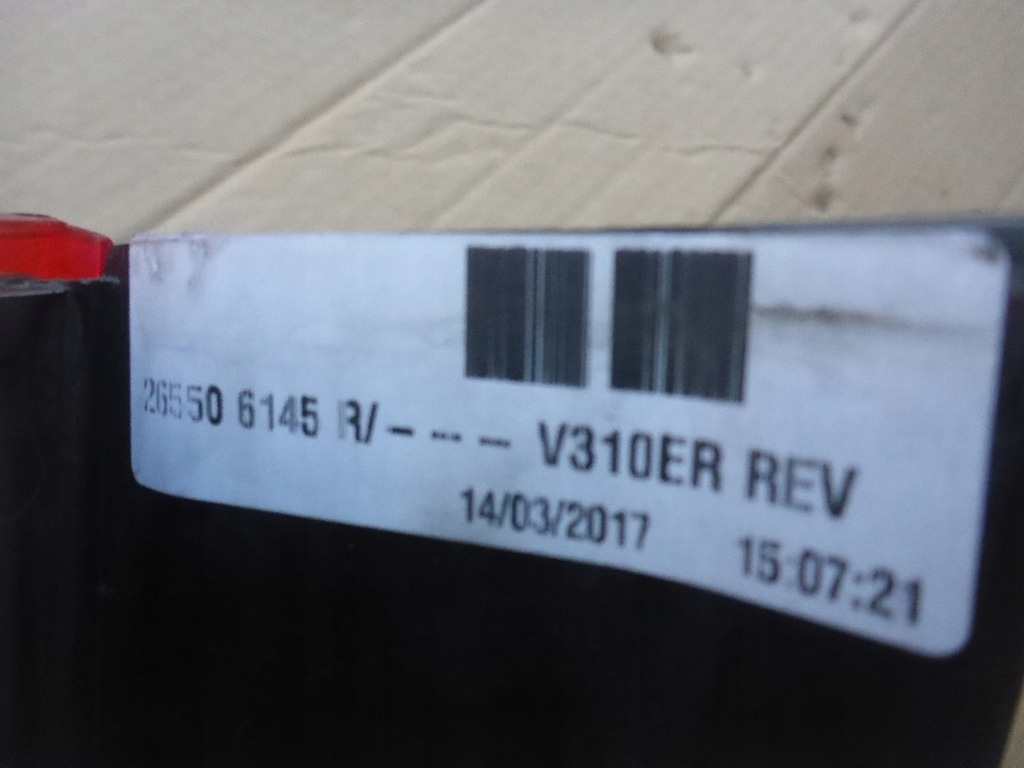 26550 6145 R/- --- - V310ER REV
14/03/2017 15:07:21